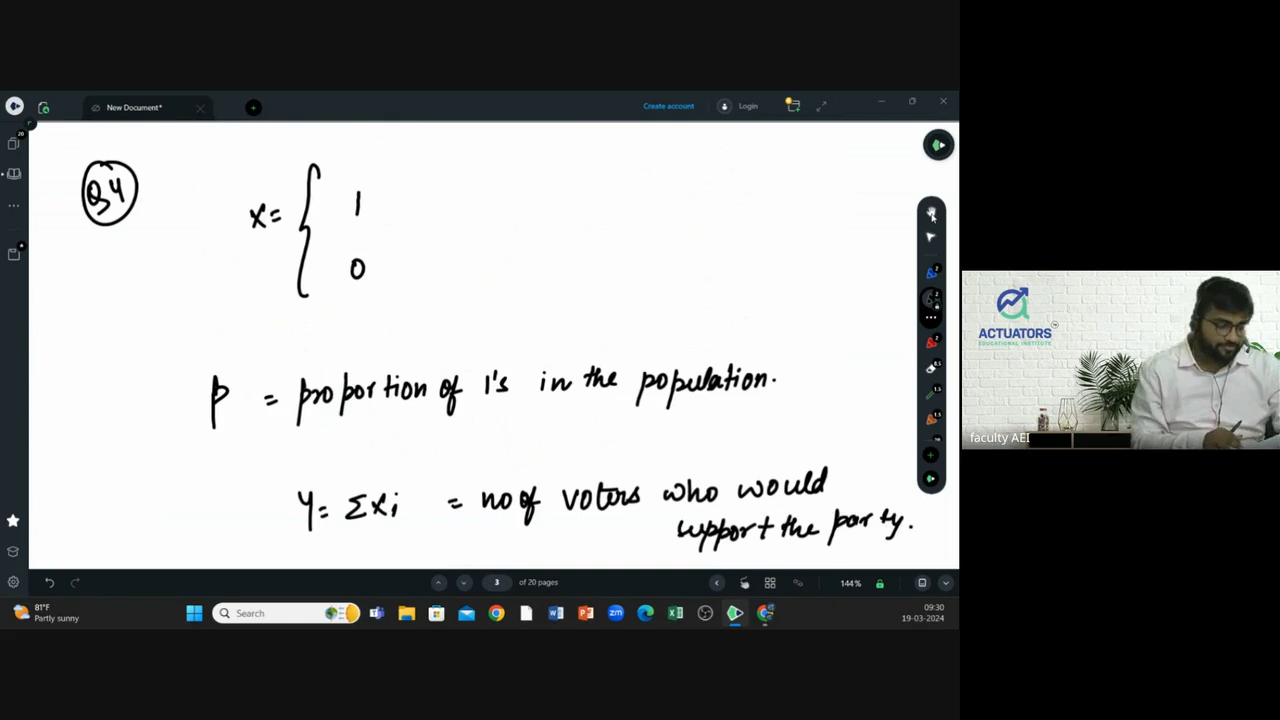 New Document*
Create account
Login
20
Q4
x = { 1
0
p = proportion of 1's in the population.
Y = Σxi = no of voters who would
support the party.
ACTUATORS
EDUCATIONAL INSTITUTE
faculty AEI
3 of 20 pages
144%
81°F
Partly sunny
Search
09:30
19-03-2024